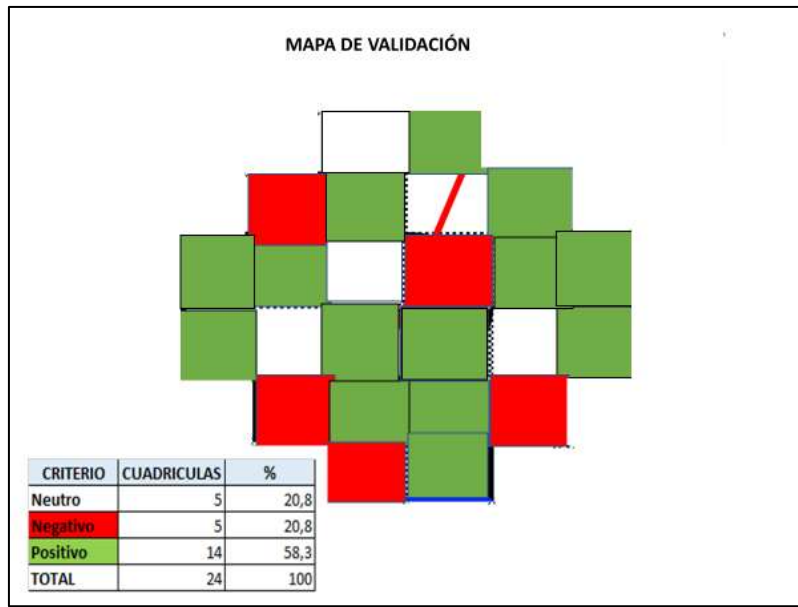 MAPA DE VALIDACIÓN
CRITERIO CUADRICULAS %
Neutro 5 20,8
Negativo 5 20,8
Positivo 14 58,3
TOTAL 24 100